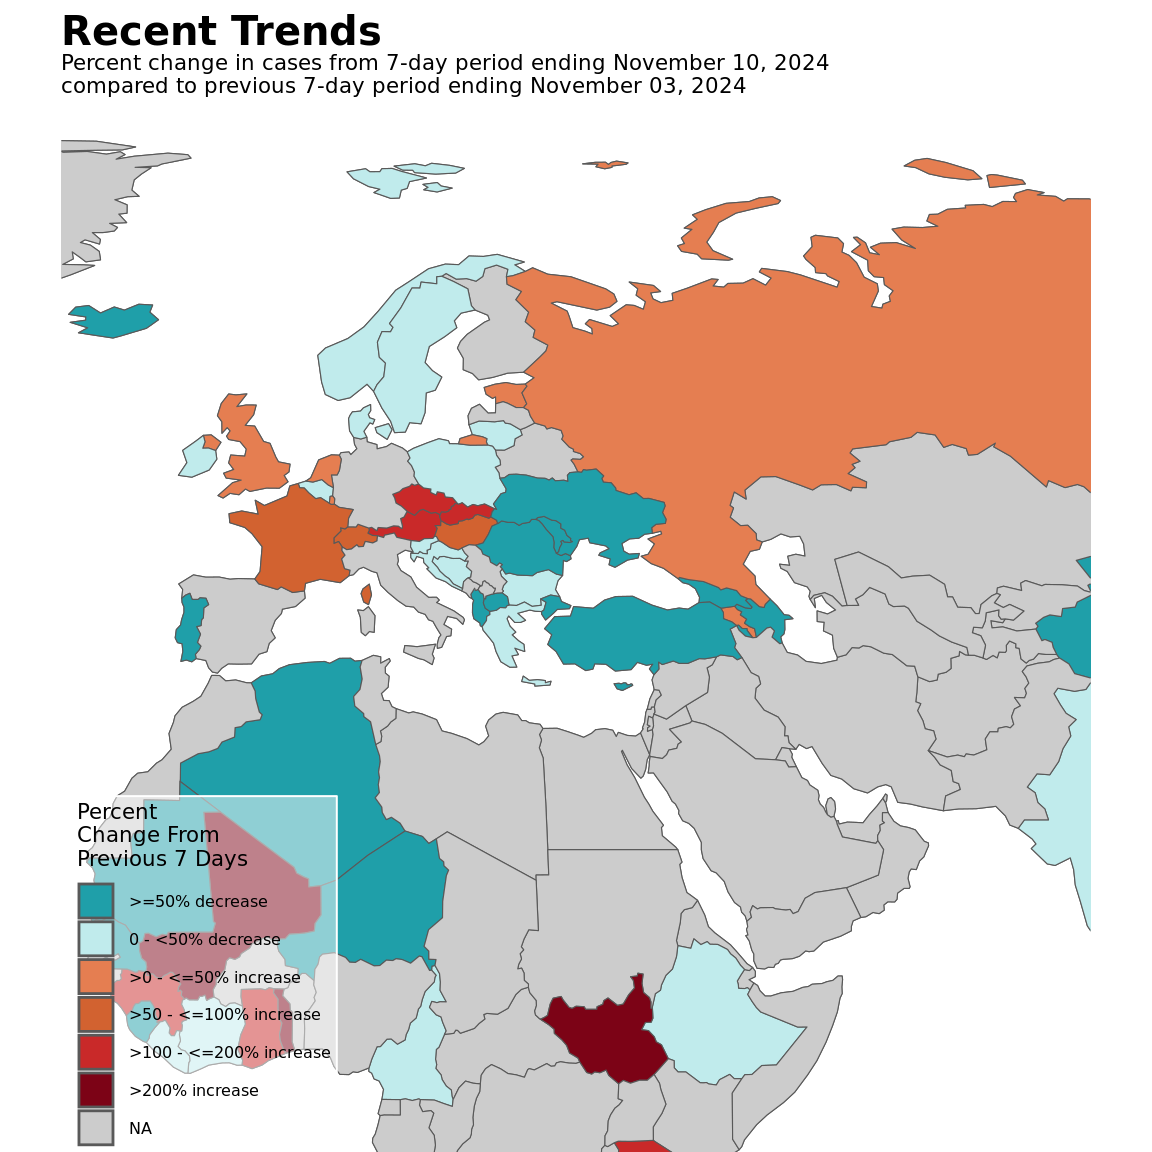 Recent Trends
Percent change in cases from 7-day period ending November 10, 2024
compared to previous 7-day period ending November 03, 2024
Percent
Change From
Previous 7 Days
>=50% decrease
0 - <50% decrease
>0 - <=50% increase
>50 - <=100% increase
>100 - <=200% increase
>200% increase
NA